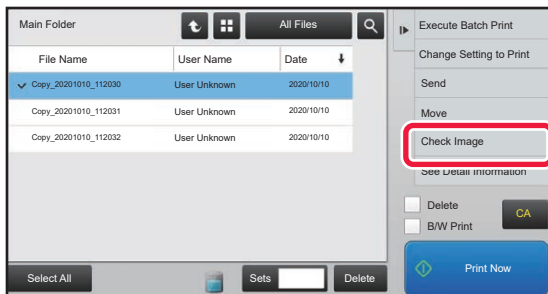 Main Folder
All Files
File Name
User Name
Date
Copy_20201010_112030
User Unknown
2020/10/10
Copy_20201010_112031
User Unknown
2020/10/10
Copy_20201010_112032
User Unknown
2020/10/10
Select All
Sets
Delete
Execute Batch Print
Change Setting to Print
Send
Move
Check Image
See Detail Information
Delete
B/W Print
CA
Print Now